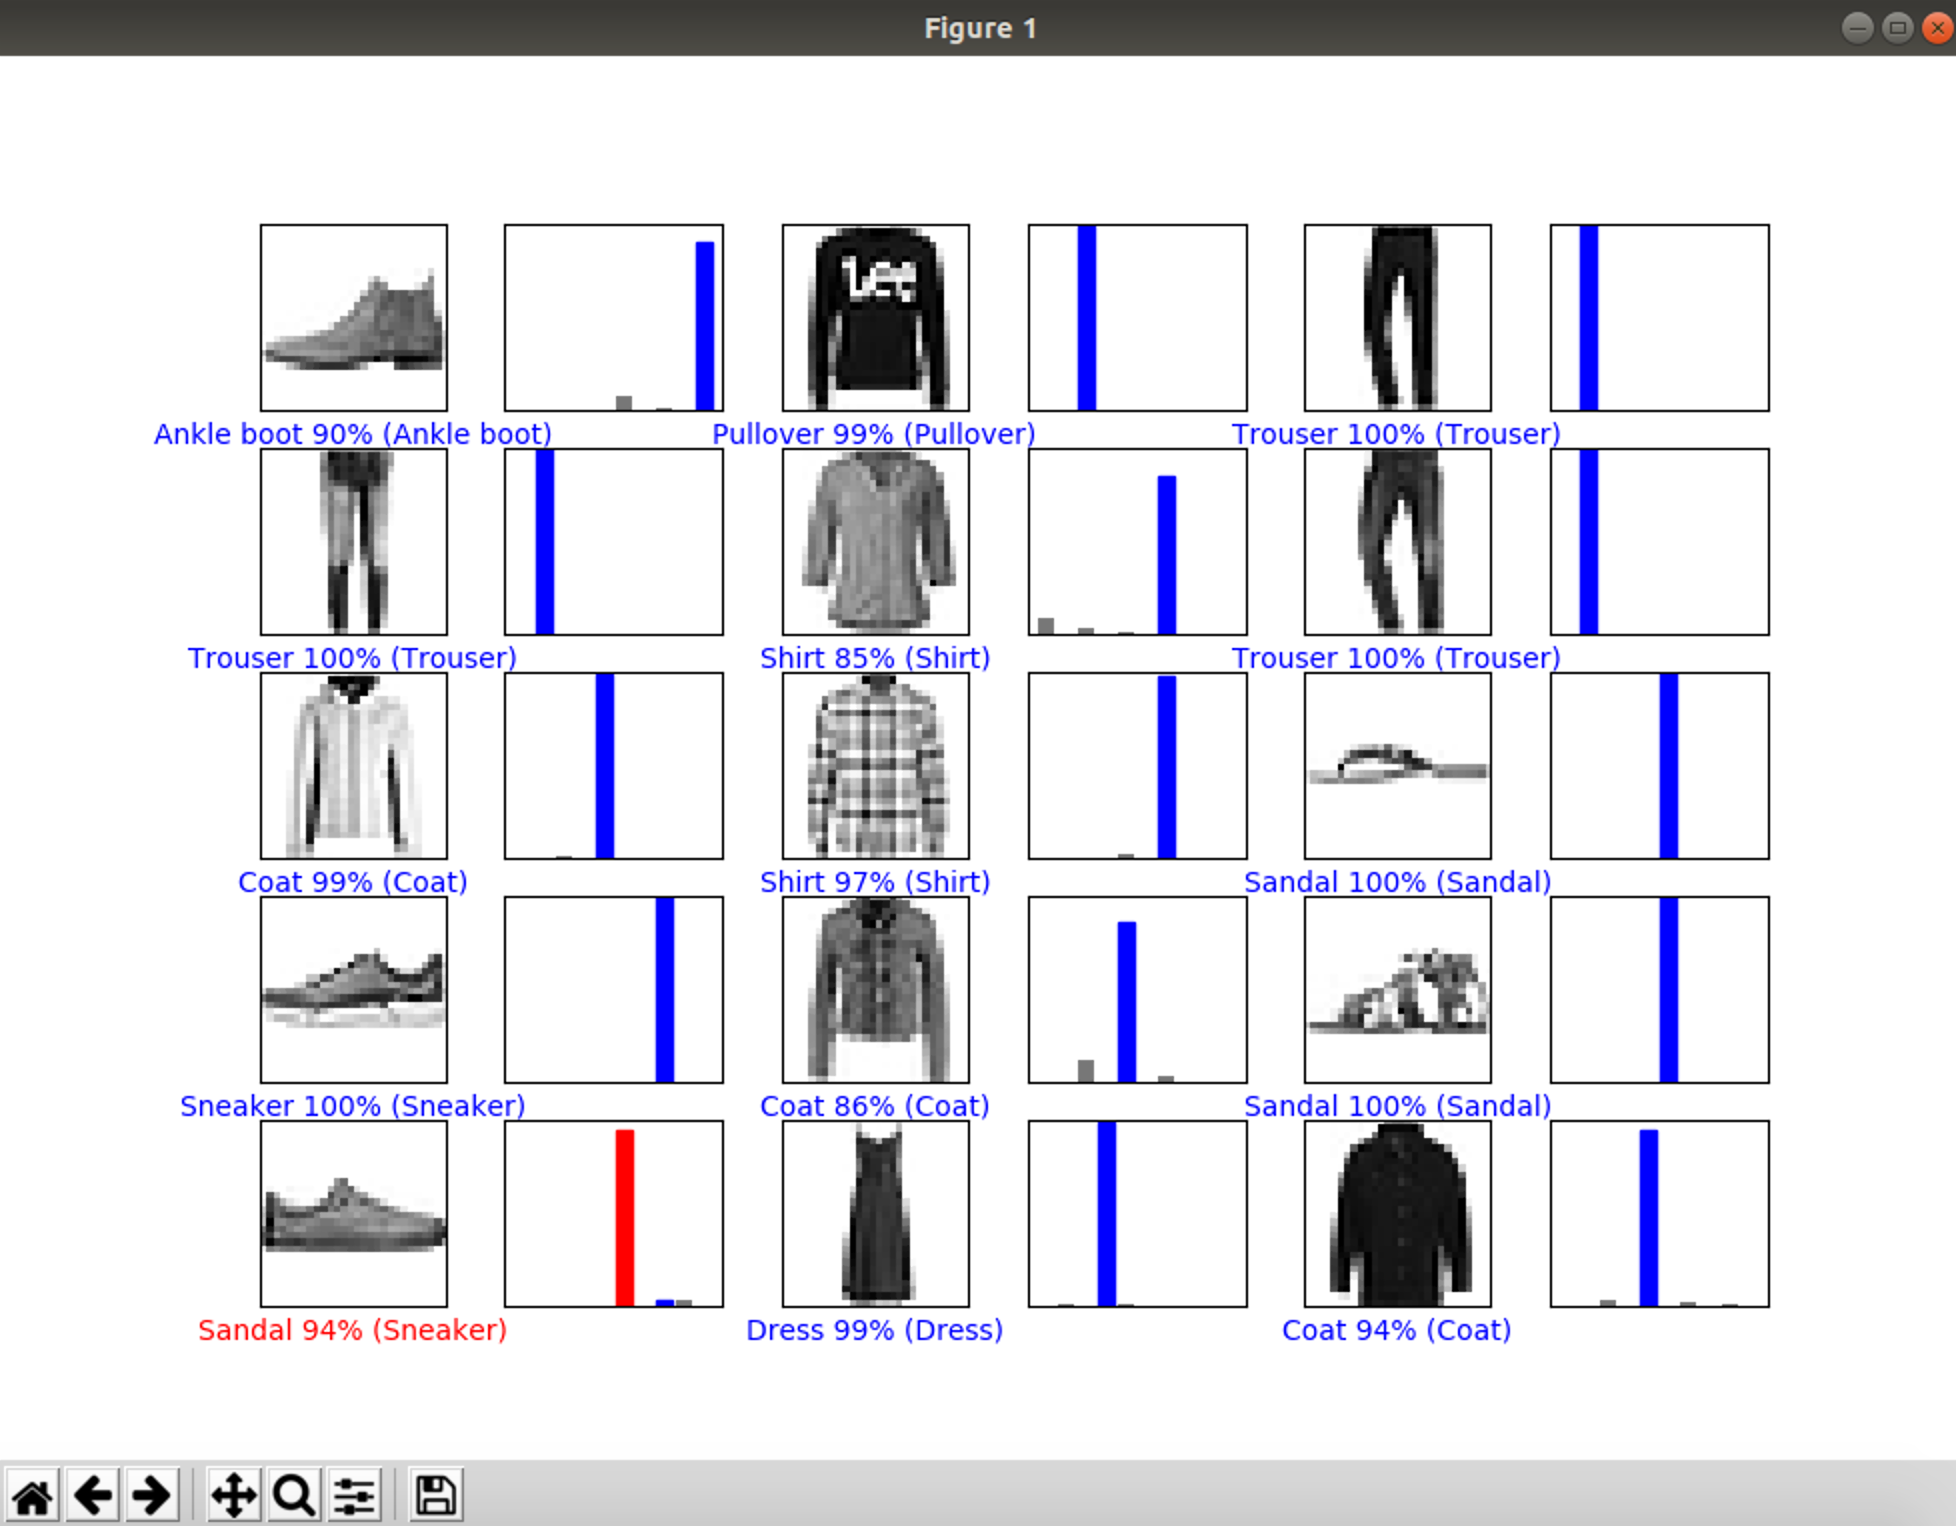 Figure 1
Lee
Ankle boot 90% (Ankle boot)
Pullover 99% (Pullover)
Trouser 100% (Trouser)
Trouser 100% (Trouser)
Shirt 85% (Shirt)
Trouser 100% (Trouser)
Coat 99% (Coat)
Shirt 97% (Shirt)
Sandal 100% (Sandal)
Sneaker 100% (Sneaker)
Coat 86% (Coat)
Sandal 100% (Sandal)
Sandal 94% (Sneaker)
Dress 99% (Dress)
Coat 94% (Coat)